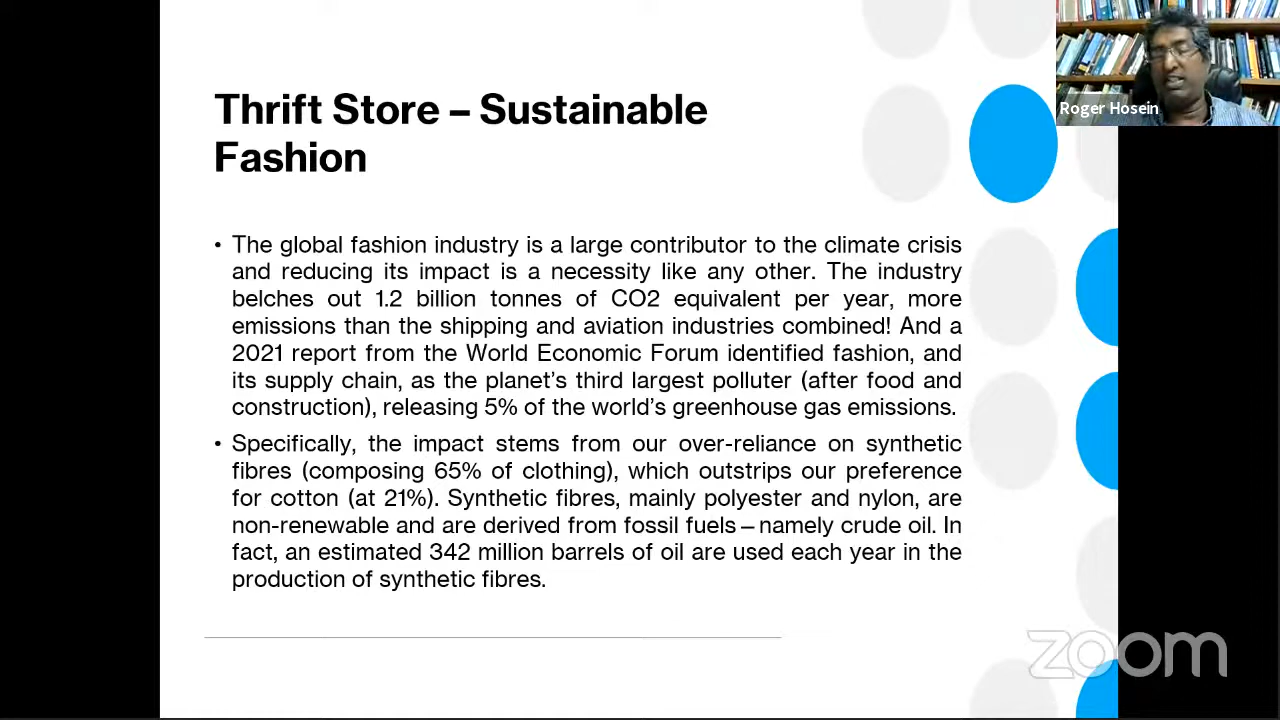 Thrift Store – Sustainable
Fashion
Roger Hosein
• The global fashion industry is a large contributor to the climate crisis
and reducing its impact is a necessity like any other. The industry
belches out 1.2 billion tonnes of CO2 equivalent per year, more
emissions than the shipping and aviation industries combined! And a
2021 report from the World Economic Forum identified fashion, and
its supply chain, as the planet’s third largest polluter (after food and
construction), releasing 5% of the world’s greenhouse gas emissions.
• Specifically, the impact stems from our over-reliance on synthetic
fibres (composing 65% of clothing), which outstrips our preference
for cotton (at 21%). Synthetic fibres, mainly polyester and nylon, are
non-renewable and are derived from fossil fuels — namely crude oil. In
fact, an estimated 342 million barrels of oil are used each year in the
production of synthetic fibres.
zoom